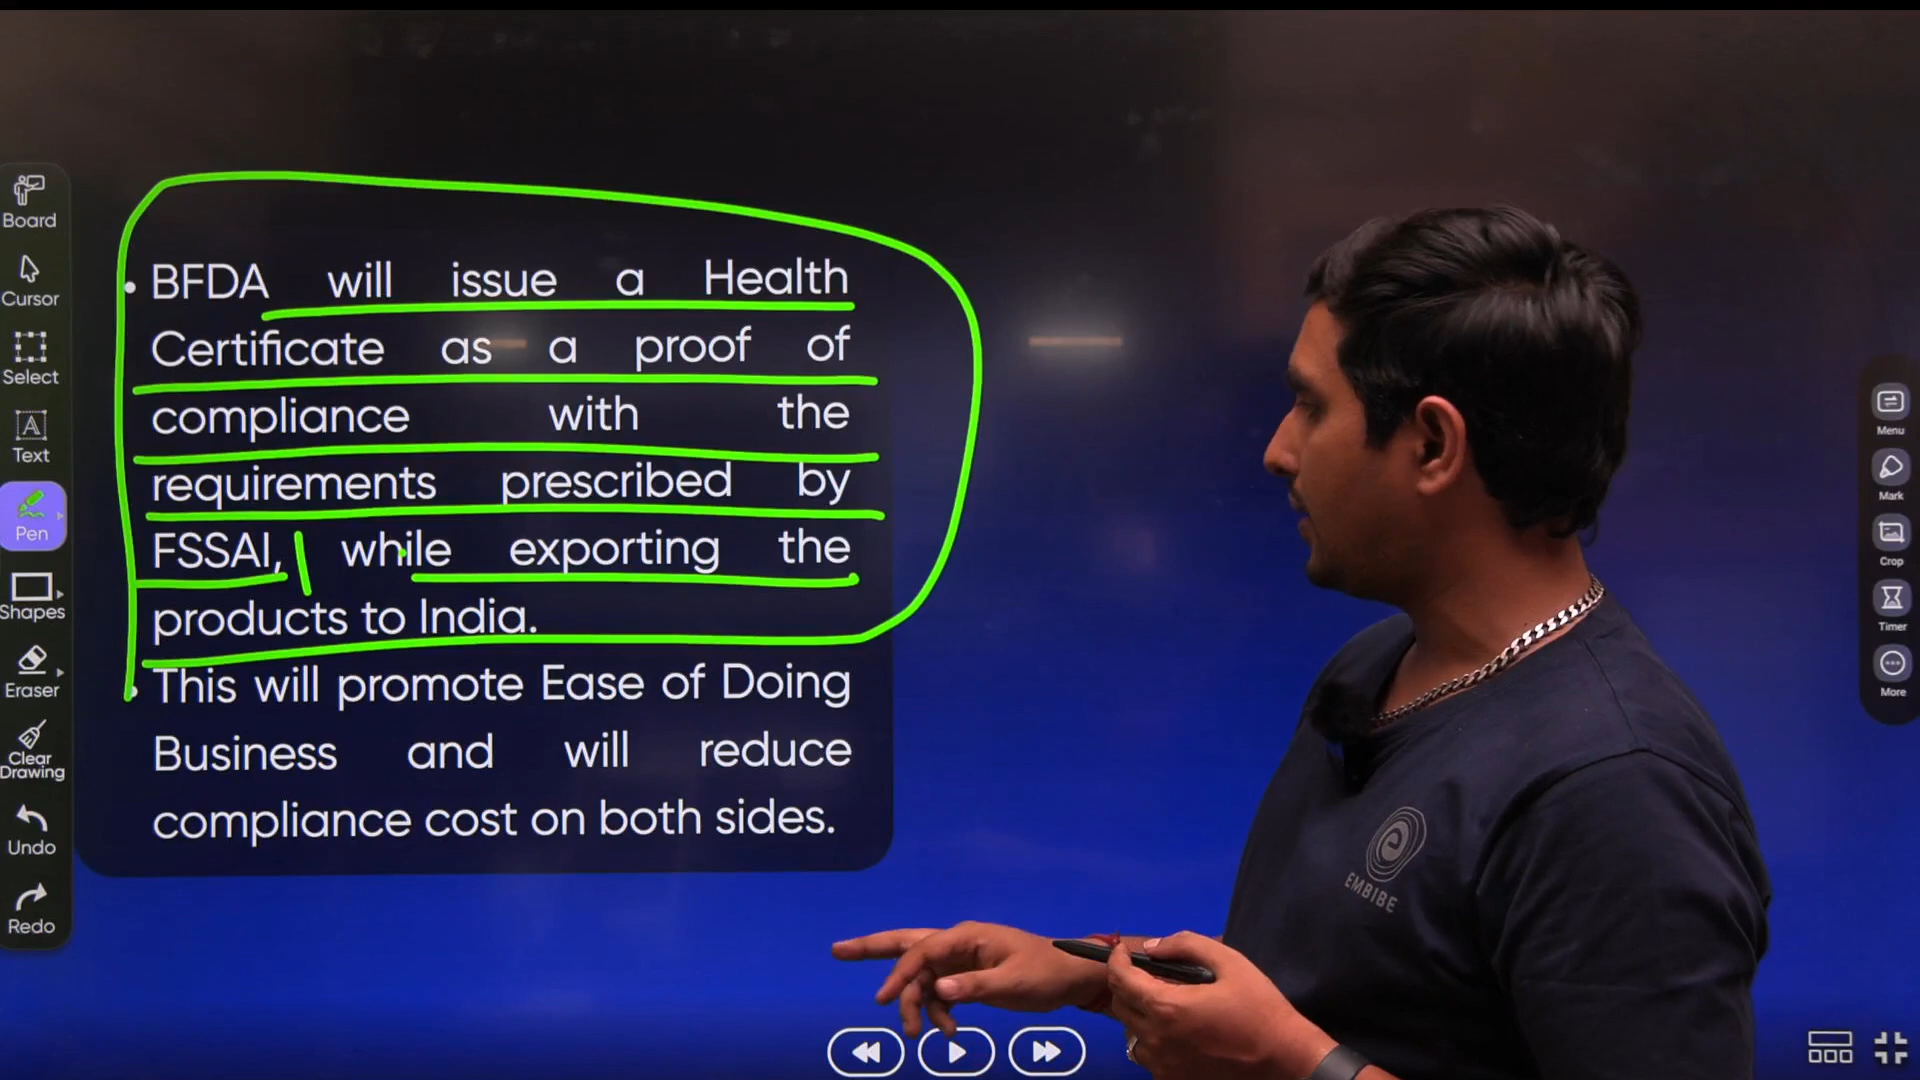 BFDA will issue a Health
Certificate as a proof of
compliance with the
requirements prescribed by
FSSAI, while exporting the
products to India.
This will promote Ease of Doing
Business and will reduce
compliance cost on both sides.
Board
Cursor
Select
Text
Pen
Shapes
Eraser
Clear
Drawing
Undo
Redo
Menu
Mark
Crop
Timer
More
EMBIBE